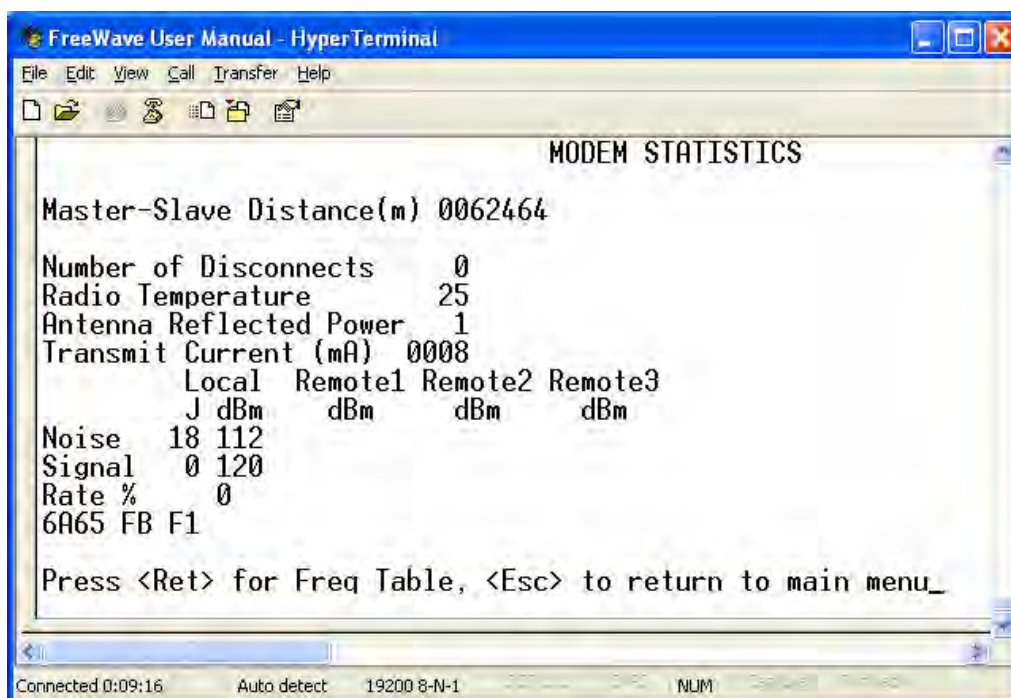 FreeWave User Manual - HyperTerminal
File Edit View Call Transfer Help
MODEM STATISTICS
Master-Slave Distance(m) 0062464
Number of Disconnects 0
Radio Temperature 25
Antenna Reflected Power 1
Transmit Current (mA) 0008
Local Remote1 Remote2 Remote3
J dBm dBm dBm dBm
Noise 18 112
Signal 0 120
Rate % 0
6A65 FB F1
Press <Ret> for Freq Table, <Esc> to return to main menu_
Connected 0:09:16 Auto detect 19200 8-N-1 NUM